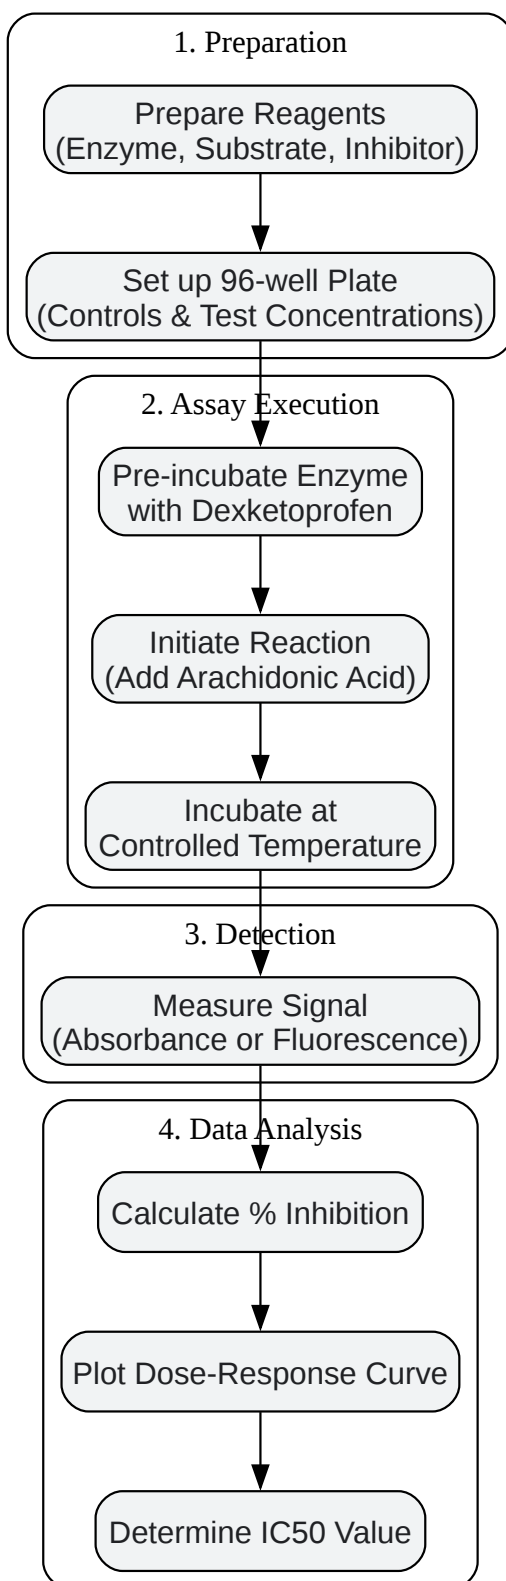 1. Preparation
Prepare Reagents
(Enzyme, Substrate, Inhibitor)
Set up 96-well Plate
(Controls & Test Concentrations)
2. Assay Execution
Pre-incubate Enzyme
with Dexketoprofen
Initiate Reaction
(Add Arachidonic Acid)
Incubate at
Controlled Temperature
3. Detection
Measure Signal
(Absorbance or Fluorescence)
4. Data Analysis
Calculate % Inhibition
Plot Dose-Response Curve
Determine IC50 Value